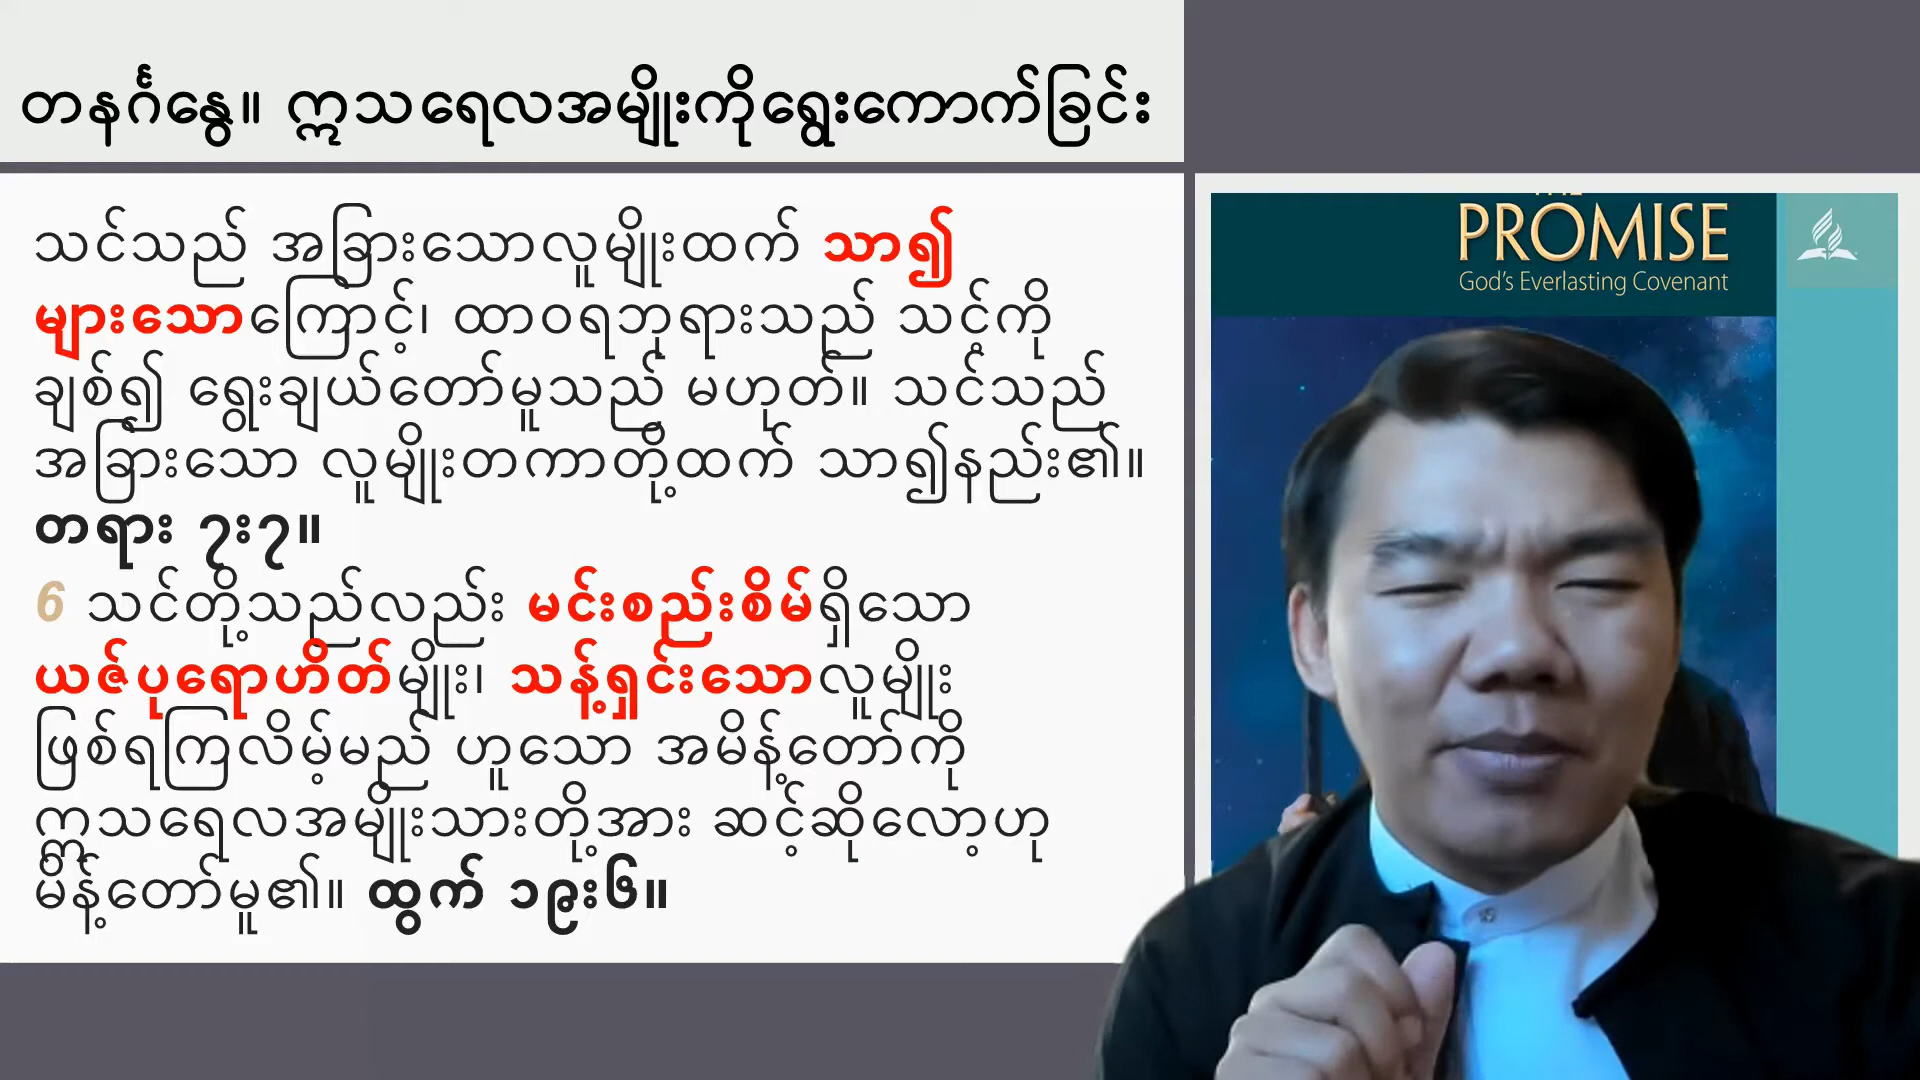 တနင်္ဂနွေ။ ဣသရေလအမျိုးကိုရွေးကောက်ခြင်း
သင်သည် အခြားသောလူမျိုးထက် သာ၍
များသောကြောင့်၊ ထာဝရဘုရားသည် သင့်ကို
ချစ်၍ ရွေးချယ်တော်မူသည် မဟုတ်။ သင်သည်
အခြားသော လူမျိုးတကာတို့ထက် သာ၍နည်း၏။
တရား ၇း၇။
6 သင်တို့သည်လည်း မင်းစည်းစိမ်ရှိသော
ယဇ်ပုရောဟိတ်မျိုး၊ သန့်ရှင်းသောလူမျိုး
ဖြစ်ရကြလိမ့်မည် ဟူသော အမိန့်တော်ကို
ဣသရေလအမျိုးသားတို့အား ဆင့်ဆိုလော့ဟု
မိန့်တော်မူ၏။ ထွက် ၁၉း၆။
PROMISE
God's Everlasting Covenant